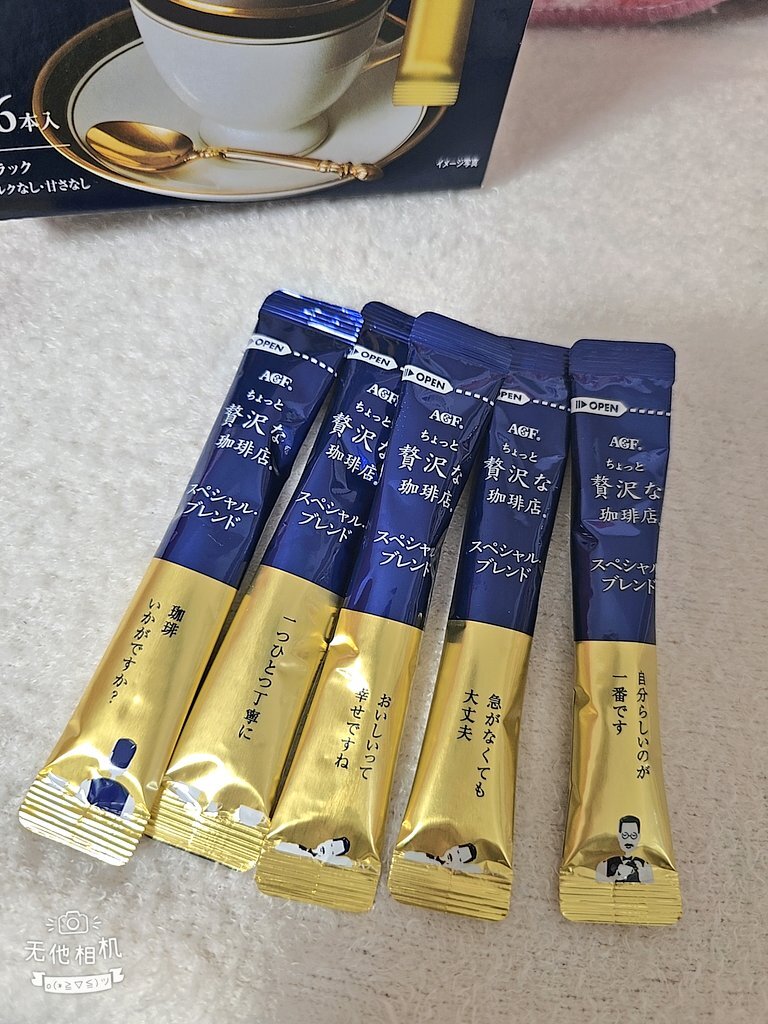 6本入
ラック
ルクなし・甘さなし
イメージ写真
OPEN
AGF®
ちょっと
贅沢な
珈琲店®
スペシャル・
ブレンド
珈琲
いかがですか?
OPEN
AGF®
ちょっと
贅沢な
珈琲店®
スペシャル・
ブレンド
一つひとつ丁寧に
OPEN
AGF®
ちょっと
贅沢な
珈琲店®
スペシャル
ブレンド
おいしいって
幸せですね
OPEN
AGF®
ちょっと
贅沢な
珈琲店®
スペシャル・
ブレンド
急がなくても
大丈夫
OPEN
AGF®
ちょっと
贅沢な
珈琲店®
スペシャル
ブレンド
自分らしいのが
一番です
无他相机
o(*≧▽≦)ツ